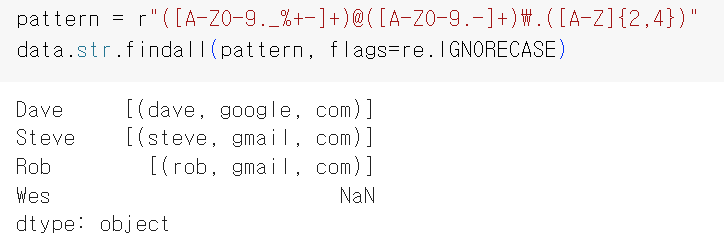 pattern = r"([A-Z0-9._%+-]+)@([A-Z0-9.-]+)₩.([A-Z]{2,4})"
data.str.findall(pattern, flags=re.IGNORECASE)
Dave [(dave, google, com)]
Steve [(steve, gmail, com)]
Rob [(rob, gmail, com)]
Wes NaN
dtype: object